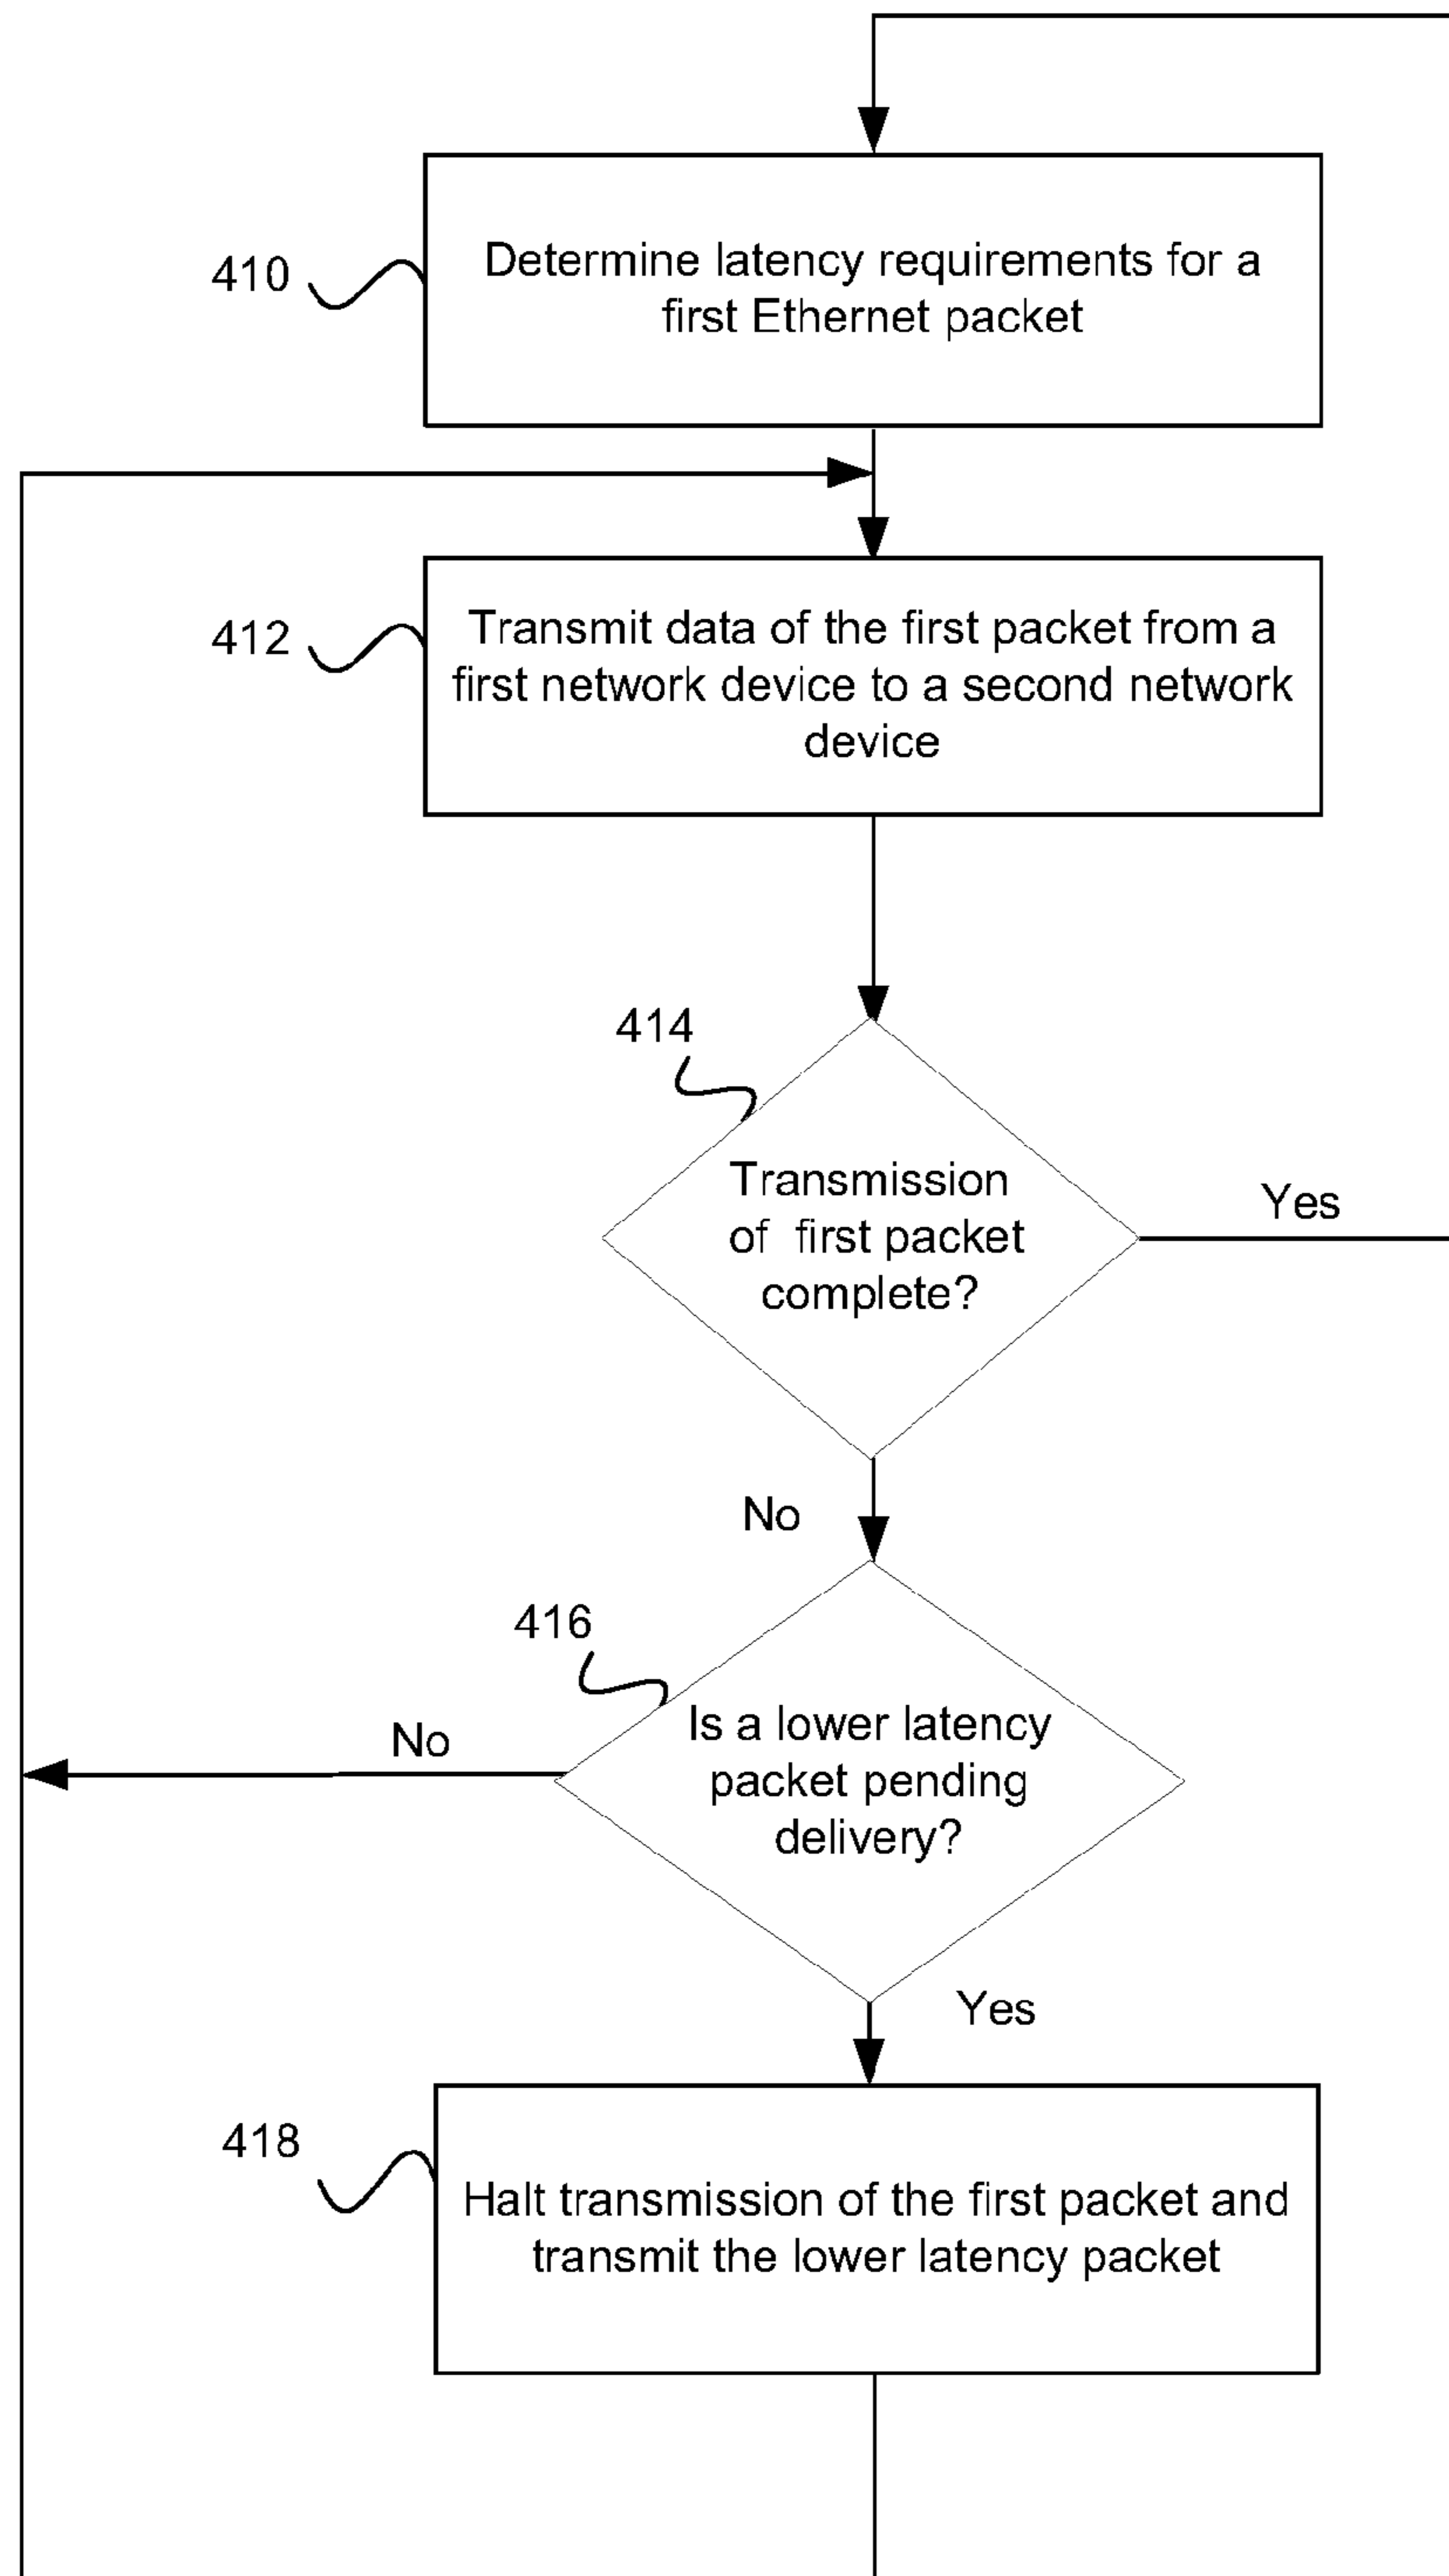 410
Determine latency requirements for a
first Ethernet packet
412
Transmit data of the first packet from a
first network device to a second network
device
414
Transmission
of first packet
complete?
Yes
No
416
Is a lower latency
packet pending
delivery?
No
Yes
418
Halt transmission of the first packet and
transmit the lower latency packet